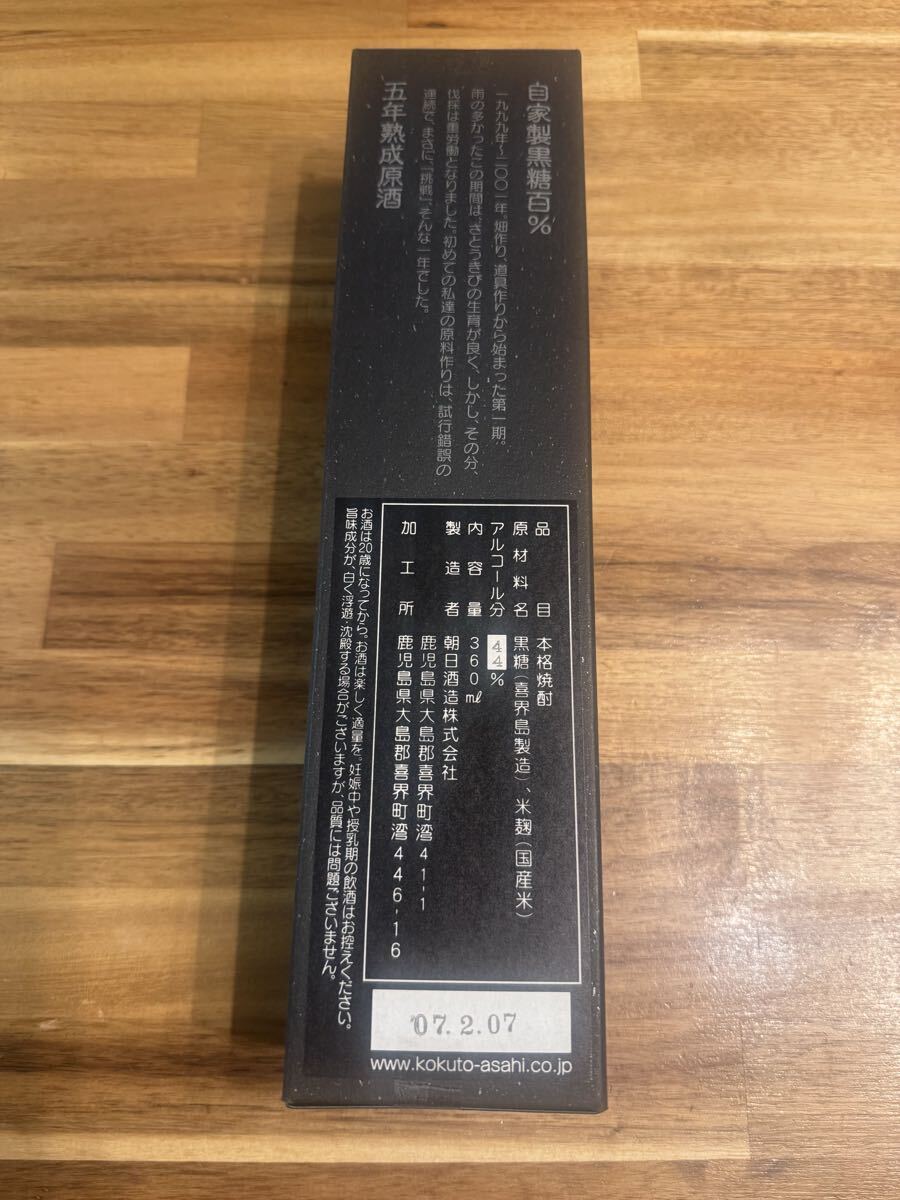 自家製黒糖百%
一九九九年〜二〇〇一年。畑作り、道具作りから始まった第一期。
雨の多かったこの期間は、さとうきびの生育が良く、しかし、その分、
伐採は重労働となりました。初めての私達の原料作りは、試行錯誤の
連続で、まさに、「挑戦」、そんな一年でした。
五年熟成原酒
品目 本格焼酎
原材料名 黒糖(喜界島製造)、米麹(国産米)
アルコール分 44%
内容量 360㎖
製造者 朝日酒造株式会社
鹿児島県大島郡喜界町湾41-1
加工所 鹿児島県大島郡喜界町湾446-16
お酒は20歳になってから。お酒は楽しく適量を。妊娠中や授乳期の飲酒はお控えください。
旨味成分が、白く浮遊・沈殿する場合がございますが、品質には問題ございません。
07.2.07
www.kokuto-asahi.co.jp